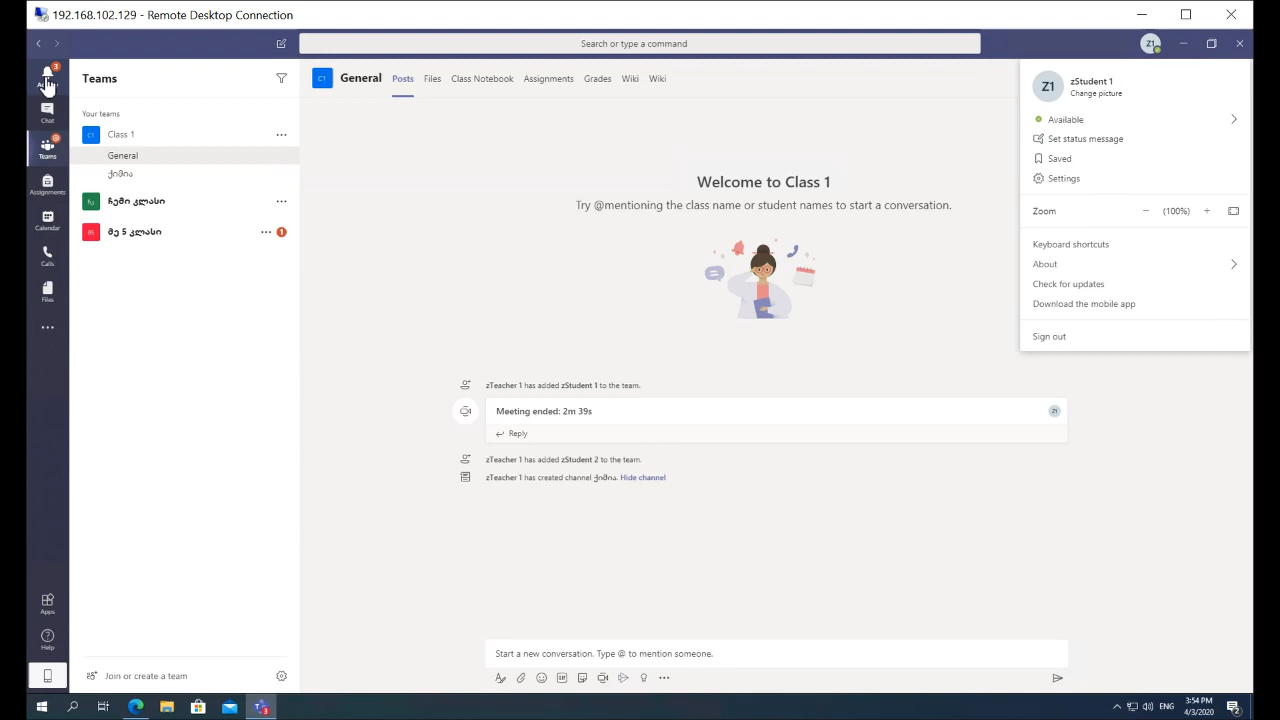 192.168.102.129 - Remote Desktop Connection
Search or type a command
Z1
3
Chat
Teams
Assignments
Calendar
Calls
Files
Apps
Help
Teams
Your teams
C1 Class 1
General
ქიმია
ჩემი კლასი
მე 5 კლასი
1
Join or create a team
C1 General Posts Files Class Notebook Assignments Grades Wiki Wiki
Welcome to Class 1
Try @mentioning the class name or student names to start a conversation.
zTeacher 1 has added zStudent 1 to the team.
Meeting ended: 2m 39s
Z1
Reply
zTeacher 1 has added zStudent 2 to the team.
zTeacher 1 has created channel ქიმია. Hide channel
Start a new conversation. Type @ to mention someone.
GIF
Z1
zStudent 1
Change picture
Available
Set status message
Saved
Settings
Zoom − (100%) +
Keyboard shortcuts
About
Check for updates
Download the mobile app
Sign out
ENG
3:54 PM
4/3/2020
2